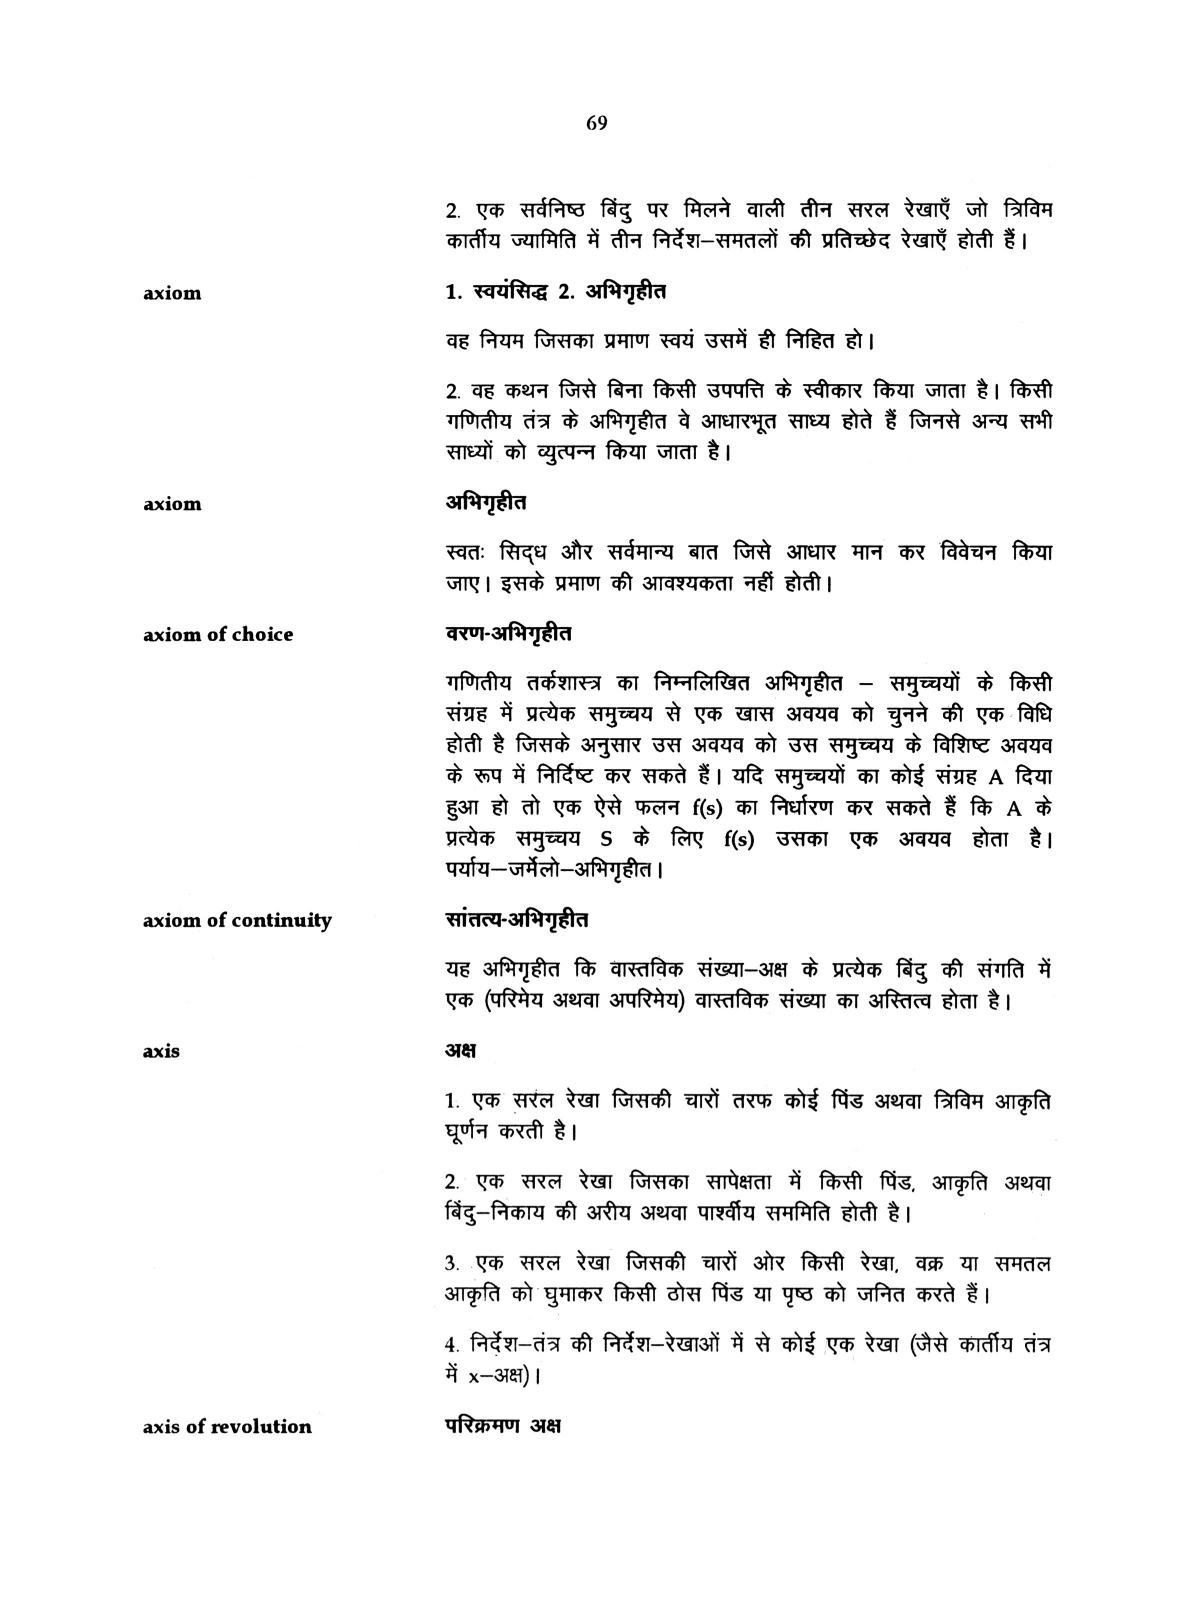 69
2. एक सर्वनिष्ठ बिंदु पर मिलने वाली तीन सरल रेखाएँ जो त्रिविम
कार्तीय ज्यामिति में तीन निर्देश–समतलों की प्रतिच्छेद रेखाएँ होती हैं।
axiom 1. स्वयंसिद्ध 2. अभिगृहीत
वह नियम जिसका प्रमाण स्वयं उसमें ही निहित हो।
2. वह कथन जिसे बिना किसी उपपत्ति के स्वीकार किया जाता है। किसी
गणितीय तंत्र के अभिगृहीत वे आधारभूत साध्य होते हैं जिनसे अन्य सभी
साध्यों को व्युत्पन्न किया जाता है।
axiom अभिगृहीत
स्वतः सिद्ध और सर्वमान्य बात जिसे आधार मान कर विवेचन किया
जाए। इसके प्रमाण की आवश्यकता नहीं होती।
axiom of choice वरण-अभिगृहीत
गणितीय तर्कशास्त्र का निम्नलिखित अभिगृहीत – समुच्चयों के किसी
संग्रह में प्रत्येक समुच्चय से एक खास अवयव को चुनने की एक विधि
होती है जिसके अनुसार उस अवयव को उस समुच्चय के विशिष्ट अवयव
के रूप में निर्दिष्ट कर सकते हैं। यदि समुच्चयों का कोई संग्रह A दिया
हुआ हो तो एक ऐसे फलन f(s) का निर्धारण कर सकते हैं कि A के
प्रत्येक समुच्चय S के लिए f(s) उसका एक अवयव होता है।
पर्याय–जर्मेलो–अभिगृहीत।
axiom of continuity सांतत्य-अभिगृहीत
यह अभिगृहीत कि वास्तविक संख्या–अक्ष के प्रत्येक बिंदु की संगति में
एक (परिमेय अथवा अपरिमेय) वास्तविक संख्या का अस्तित्व होता है।
axis अक्ष
1. एक सरल रेखा जिसकी चारों तरफ कोई पिंड अथवा त्रिविम आकृति
घूर्णन करती है।
2. एक सरल रेखा जिसका सापेक्षता में किसी पिंड, आकृति अथवा
बिंदु–निकाय की अरीय अथवा पार्श्वीय सममिति होती है।
3. एक सरल रेखा जिसकी चारों ओर किसी रेखा, वक्र या समतल
आकृति को घुमाकर किसी ठोस पिंड या पृष्ठ को जनित करते हैं।
4. निर्देश–तंत्र की निर्देश–रेखाओं में से कोई एक रेखा (जैसे कार्तीय तंत्र
में x–अक्ष)।
axis of revolution परिक्रमण अक्ष